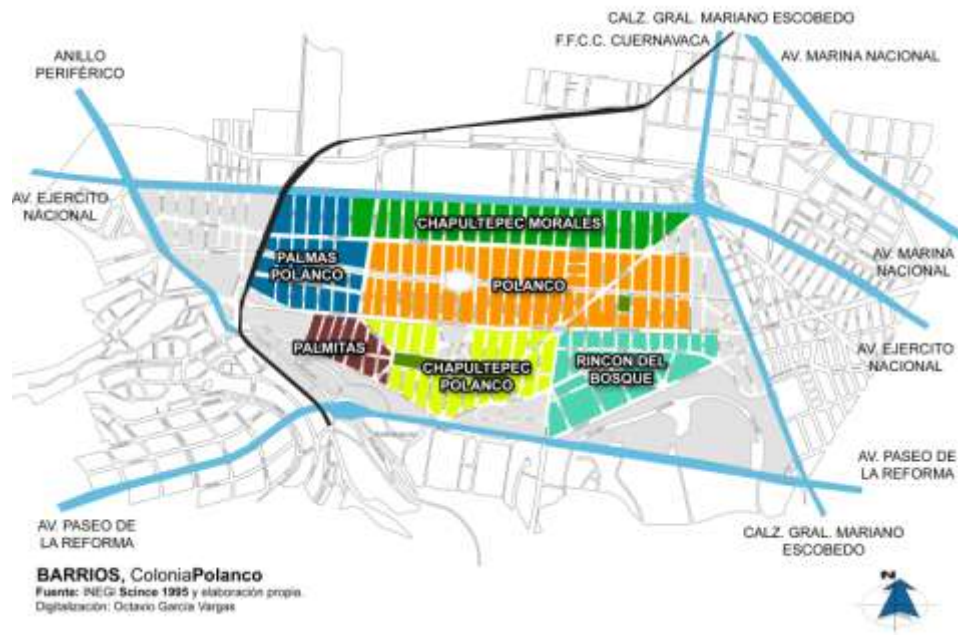 CALZ. GRAL. MARIANO ESCOBEDO
F.F.C.C. CUERNAVACA
AV. MARINA NACIONAL
ANILLO
PERIFÉRICO
AV. EJERCITO
NACIONAL
CHAPULTEPEC MORALES
PALMAS
POLANCO
POLANCO
AV. MARINA
NACIONAL
PALMITAS
CHAPULTEPEC
POLANCO
RINCON DEL
BOSQUE
AV. EJERCITO
NACIONAL
AV. PASEO DE
LA REFORMA
AV. PASEO DE
LA REFORMA
CALZ. GRAL. MARIANO
ESCOBEDO
BARRIOS, ColoniaPolanco
Fuente: INEGI Scince 1995 y elaboración propia.
Digitalización: Octavio García Vargas
N